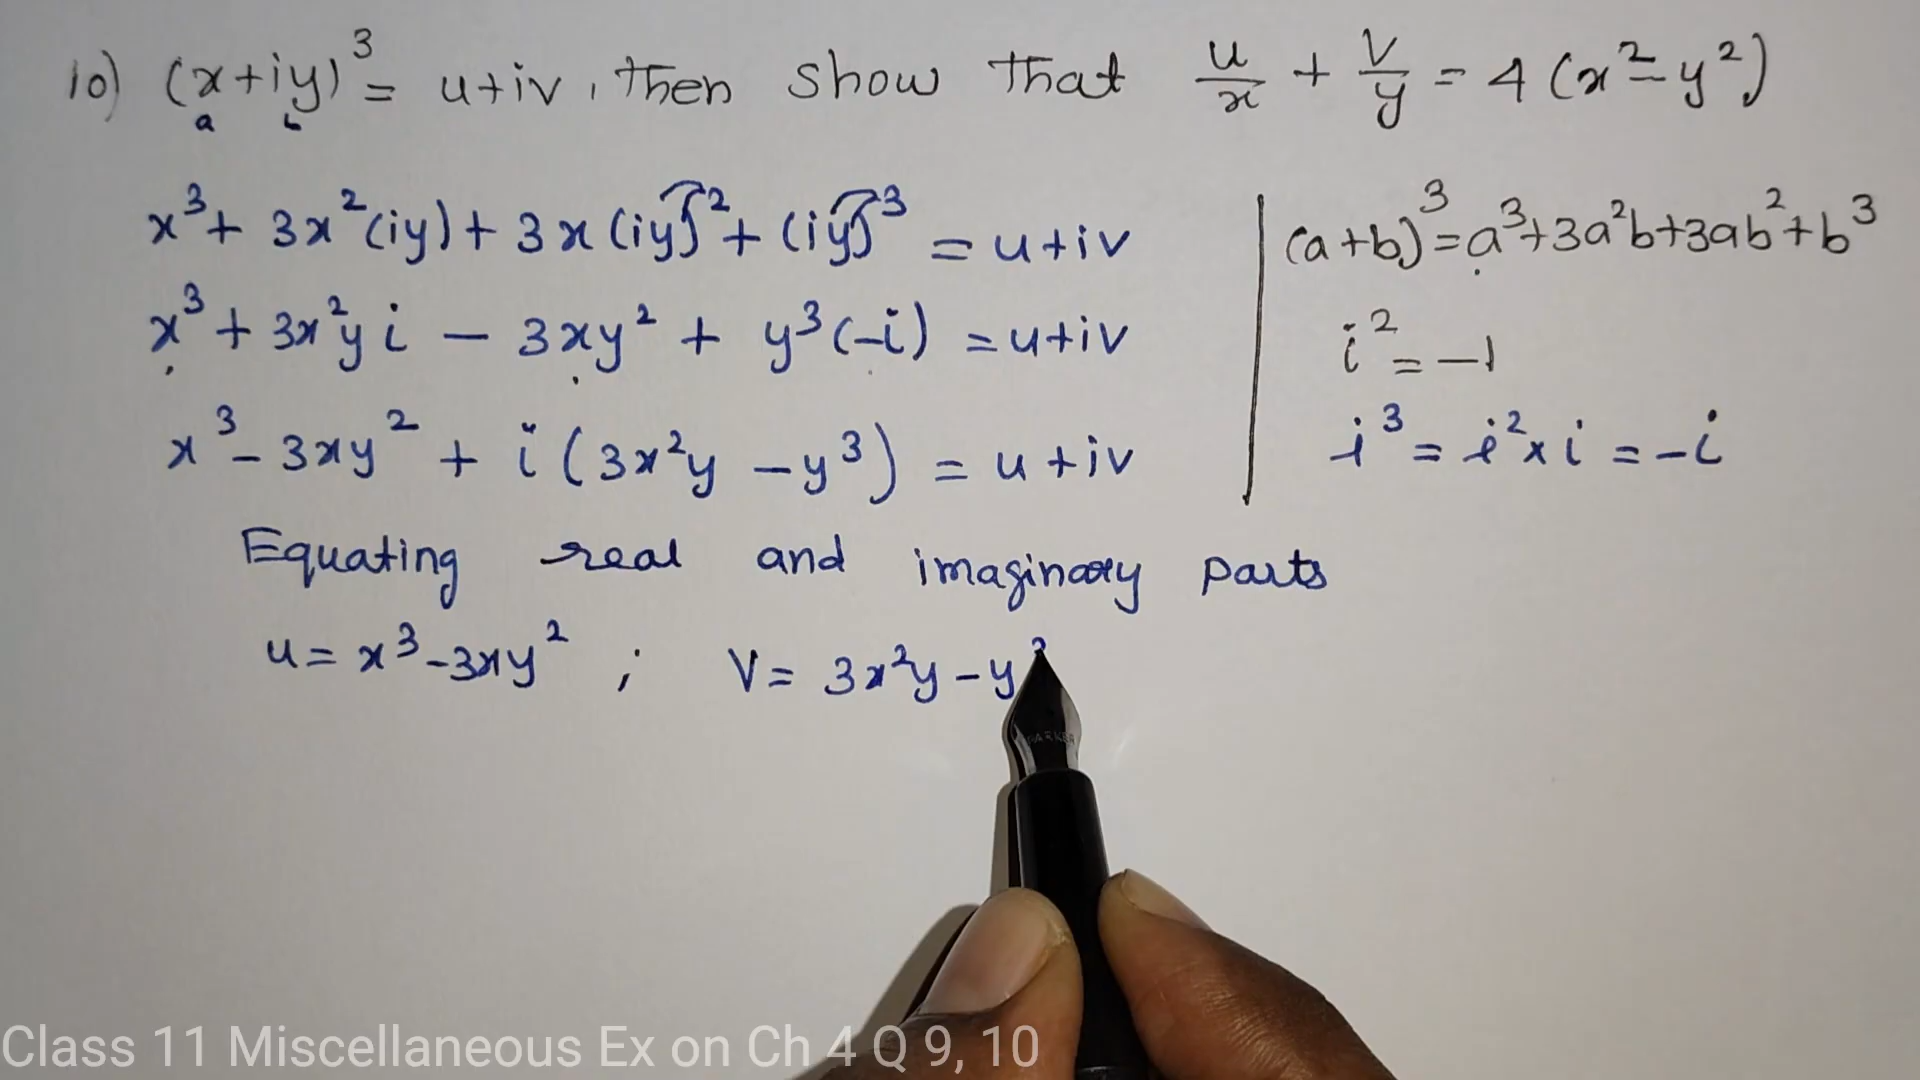 10) (x+iy)³ = u+iv, then show that u/x + v/y = 4(x²-y²)
a b
x³+ 3x²(iy)+ 3x(iy)²+ (iy)³ = u+iv
(a+b)³=a³+3a²b+3ab²+b³
x³ + 3x²y i - 3xy² + y³(-i) = u+iv
i² = -1
x³ - 3xy² + i(3x²y - y³) = u+iv
i³ = i²xi = -i
Equating real and imaginary parts
u= x³-3xy² ; V= 3x²y-y³
PARKER
Class 11 Miscellaneous Ex on Ch 4 Q 9, 10